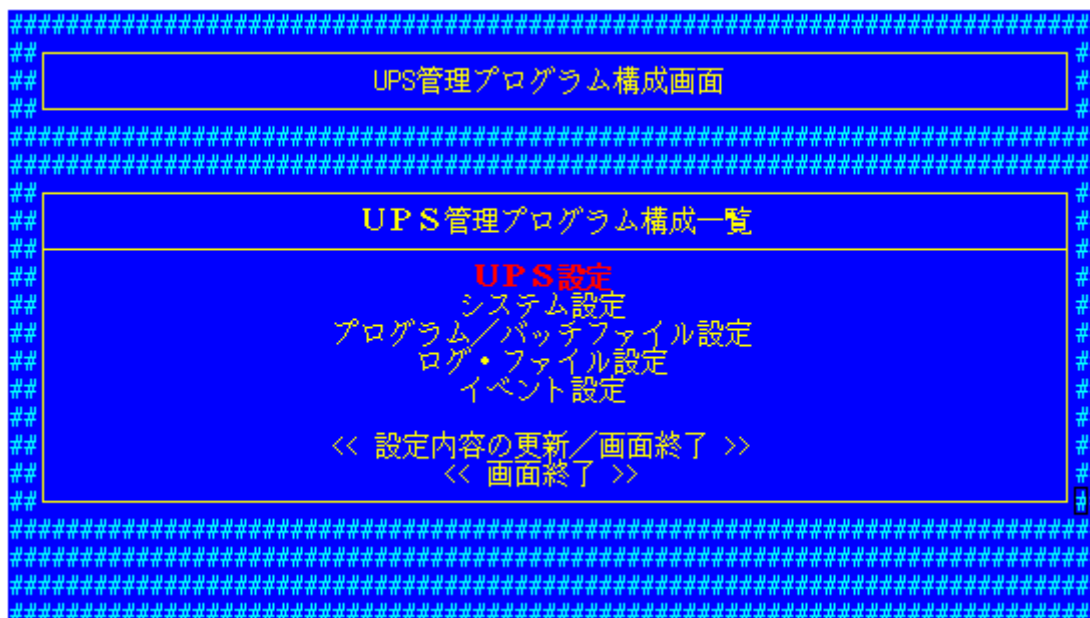 UPS管理プログラム構成画面
ＵＰＳ管理プログラム構成一覧
ＵＰＳ設定
システム設定
プログラム／バッチファイル設定
ログ・ファイル設定
イベント設定
<< 設定内容の更新／画面終了 >>
<< 画面終了 >>